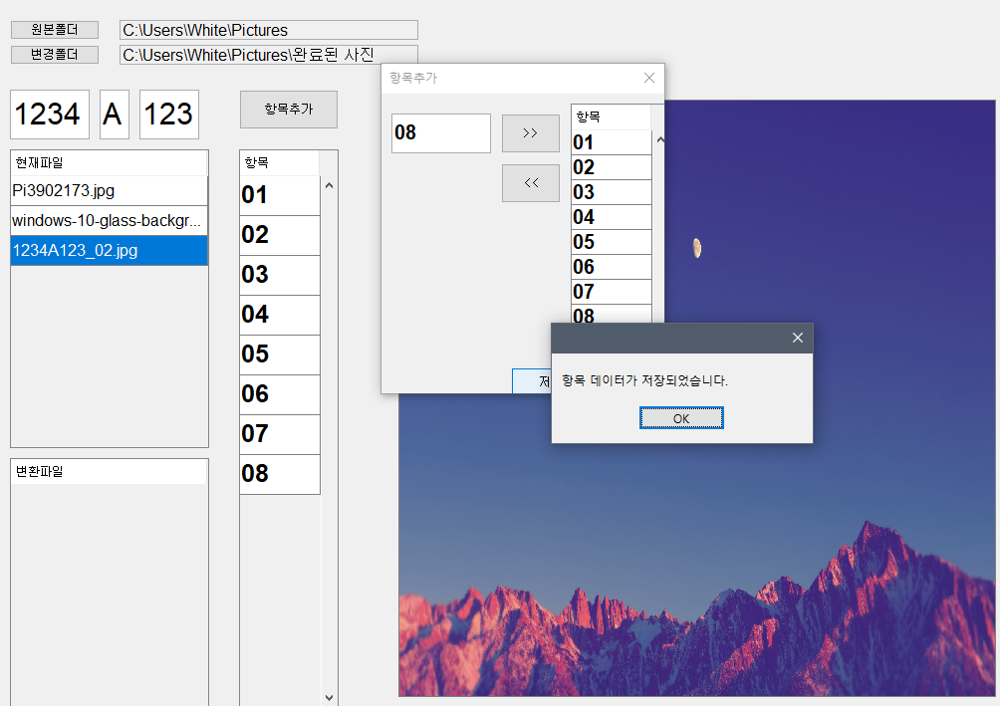 원본폴더
C:\Users\White\Pictures
변경폴더
C:\Users\White\Pictures\완료된 사진
1234
A
123
항목추가
현재파일
Pi3902173.jpg
windows-10-glass-backgr...
1234A123_02.jpg
변환파일
항목
01
02
03
04
05
06
07
08
항목추가
08
>>
<<
항목
01
02
03
04
05
06
07
08
항목 데이터가 저장되었습니다.
OK